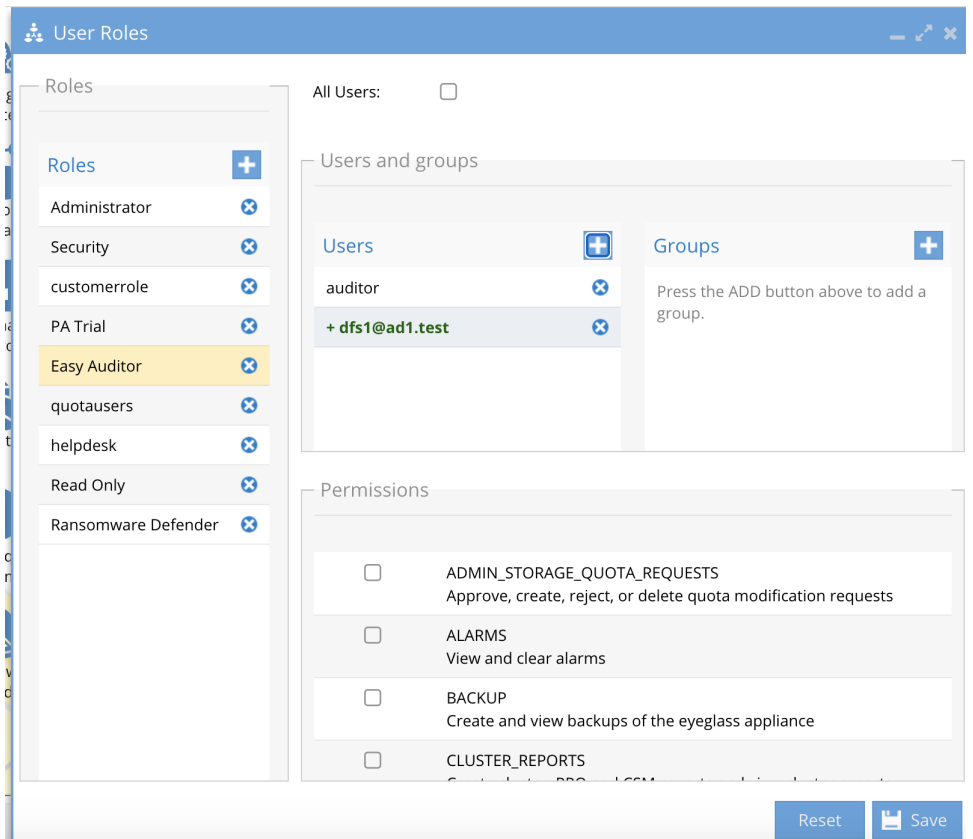 User Roles
Roles
Roles
Administrator
Security
customerrole
PA Trial
Easy Auditor
quotausers
helpdesk
Read Only
Ransomware Defender
All Users:
Users and groups
Users
auditor
+ dfs1@ad1.test
Groups
Press the ADD button above to add a
group.
Permissions
ADMIN_STORAGE_QUOTA_REQUESTS
Approve, create, reject, or delete quota modification requests
ALARMS
View and clear alarms
BACKUP
Create and view backups of the eyeglass appliance
CLUSTER_REPORTS
Reset
Save